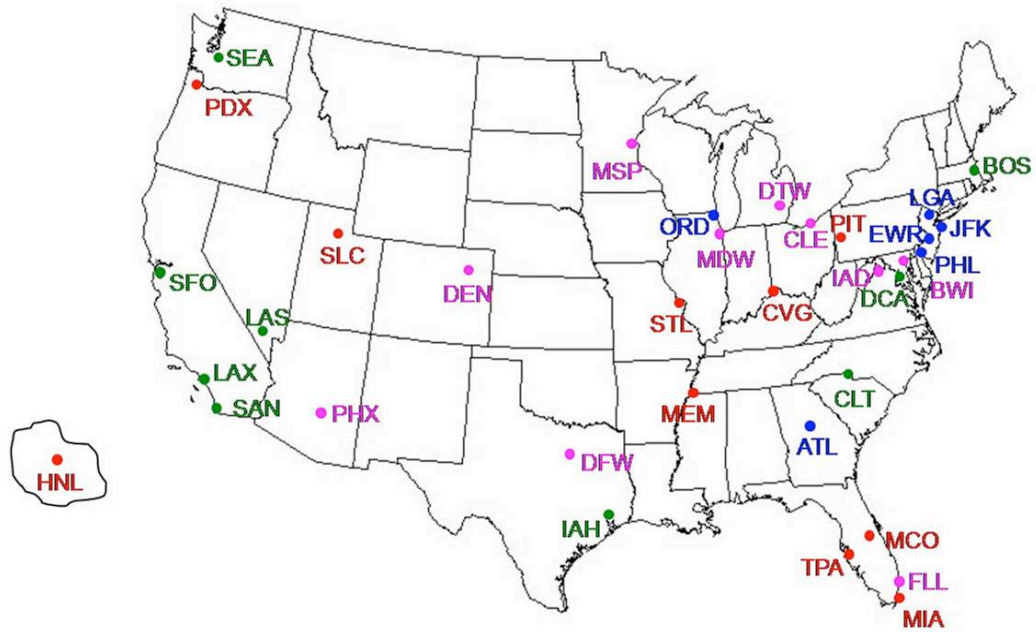 SEA
PDX
MSP
BOS
DTW
LGA
ORD
PIT
JFK
CLE
EWR
SLC
MDW
PHL
SFO
DEN
IAD
BWI
DCA
LAS
STL
CVG
LAX
SAN
PHX
MEM
CLT
ATL
DFW
HNL
IAH
MCO
TPA
FLL
MIA